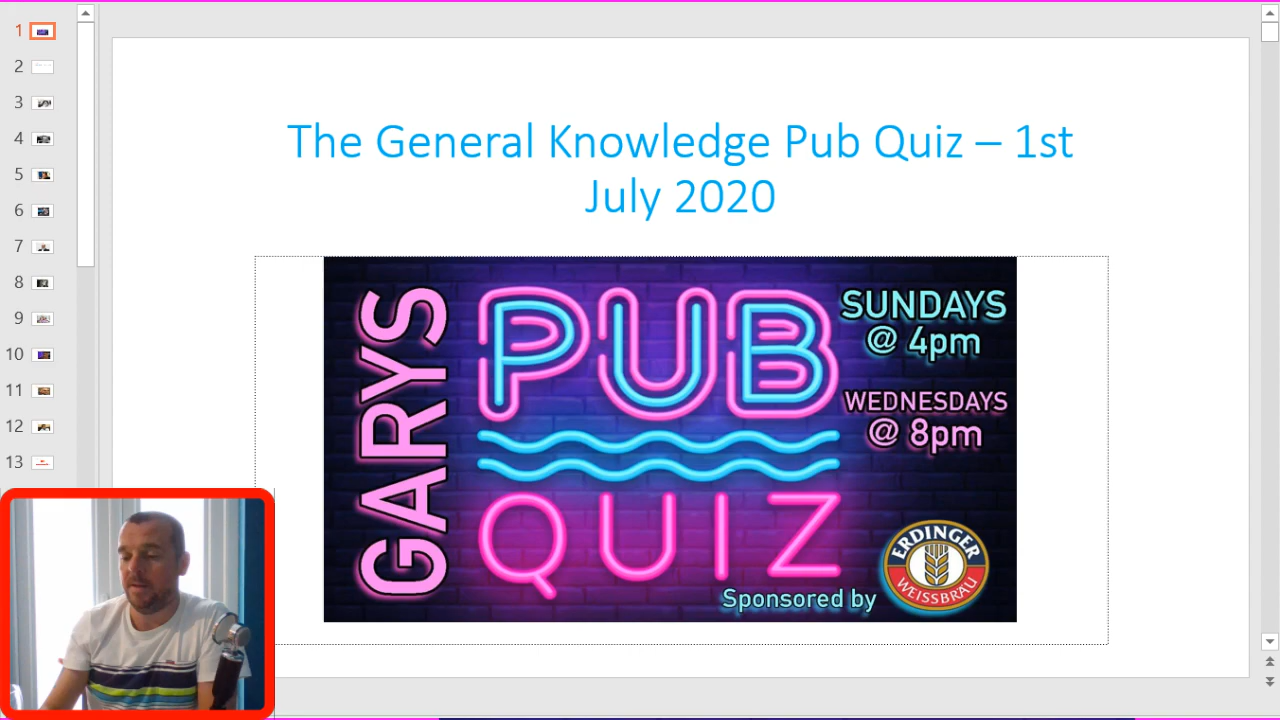 1
2
3
4
5
6
7
8
9
10
11
12
13
The General Knowledge Pub Quiz – 1st
July 2020
GARYS
PUB
QUIZ
SUNDAYS
@ 4pm
WEDNESDAYS
@ 8pm
Sponsored by
ERDINGER
WEISSBRÄU